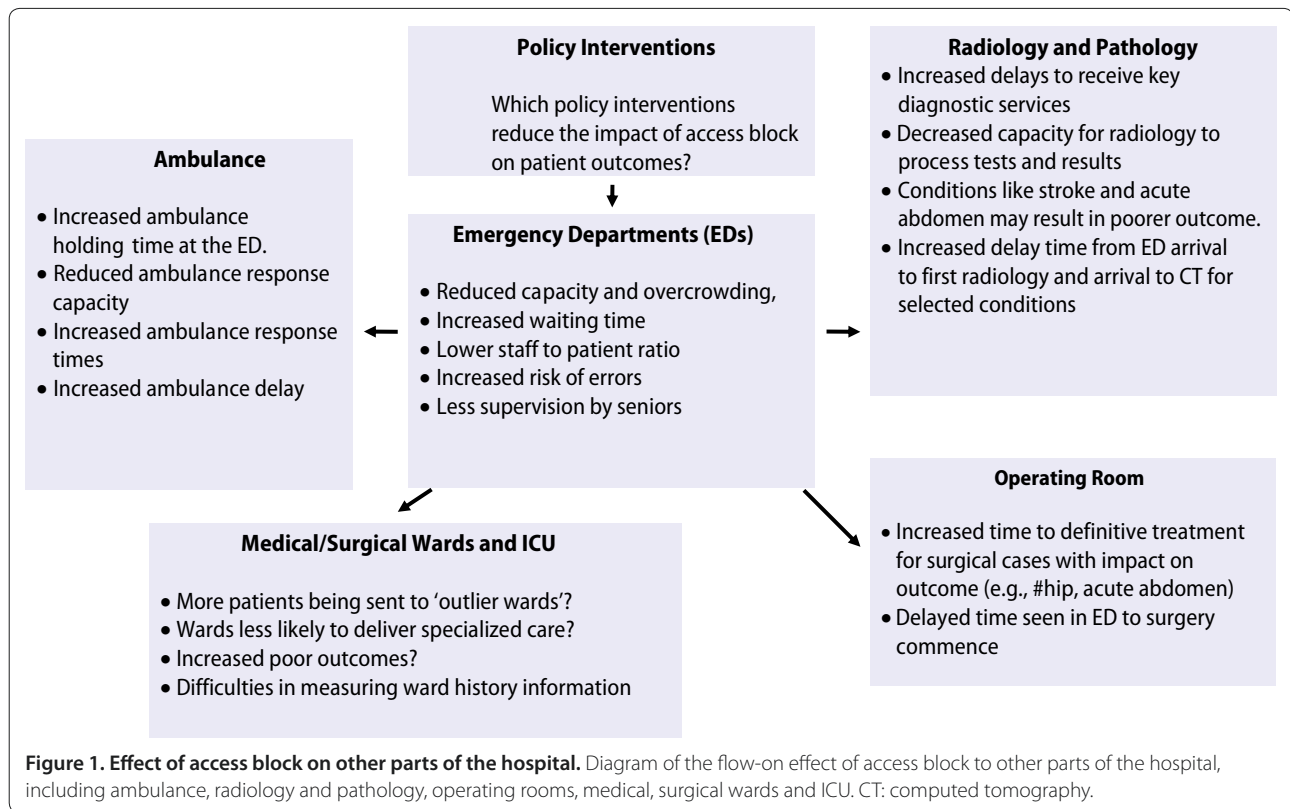 Policy Interventions
Which policy interventions
reduce the impact of access block
on patient outcomes?
Radiology and Pathology
• Increased delays to receive key
diagnostic services
• Decreased capacity for radiology to
process tests and results
• Conditions like stroke and acute
abdomen may result in poorer outcome.
• Increased delay time from ED arrival
to first radiology and arrival to CT for
selected conditions
Ambulance
• Increased ambulance
holding time at the ED.
• Reduced ambulance response
capacity
• Increased ambulance response
times
• Increased ambulance delay
Emergency Departments (EDs)
• Reduced capacity and overcrowding,
• Increased waiting time
• Lower staff to patient ratio
• Increased risk of errors
• Less supervision by seniors
Operating Room
• Increased time to definitive treatment
for surgical cases with impact on
outcome (e.g., #hip, acute abdomen)
• Delayed time seen in ED to surgery
commence
Medical/Surgical Wards and ICU
• More patients being sent to ‘outlier wards’?
• Wards less likely to deliver specialized care?
• Increased poor outcomes?
• Difficulties in measuring ward history information
Figure 1. Effect of access block on other parts of the hospital. Diagram of the flow-on effect of access block to other parts of the hospital,
including ambulance, radiology and pathology, operating rooms, medical, surgical wards and ICU. CT: computed tomography.